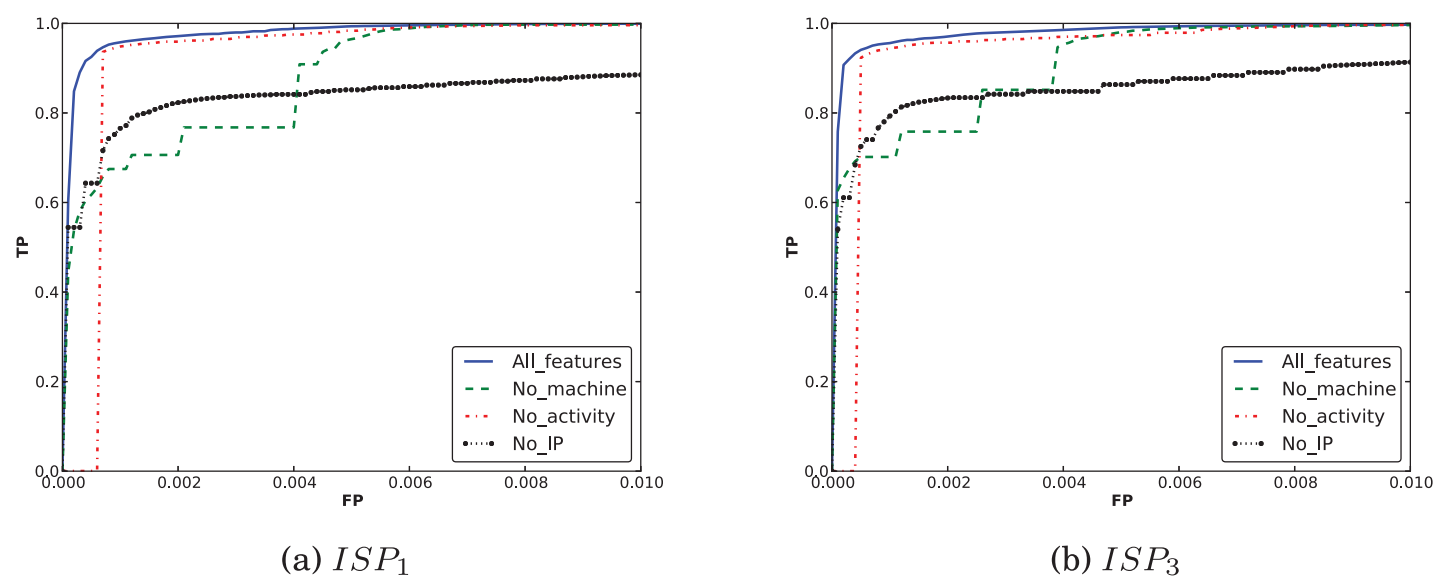 1.0
0.8
0.6
0.4
0.2
0.0
TP
0.000 0.002 0.004 0.006 0.008 0.010
FP
All_features
No_machine
No_activity
No_IP
(a) ISP₁
1.0
0.8
0.6
0.4
0.2
0.0
TP
0.000 0.002 0.004 0.006 0.008 0.010
FP
All_features
No_machine
No_activity
No_IP
(b) ISP₃